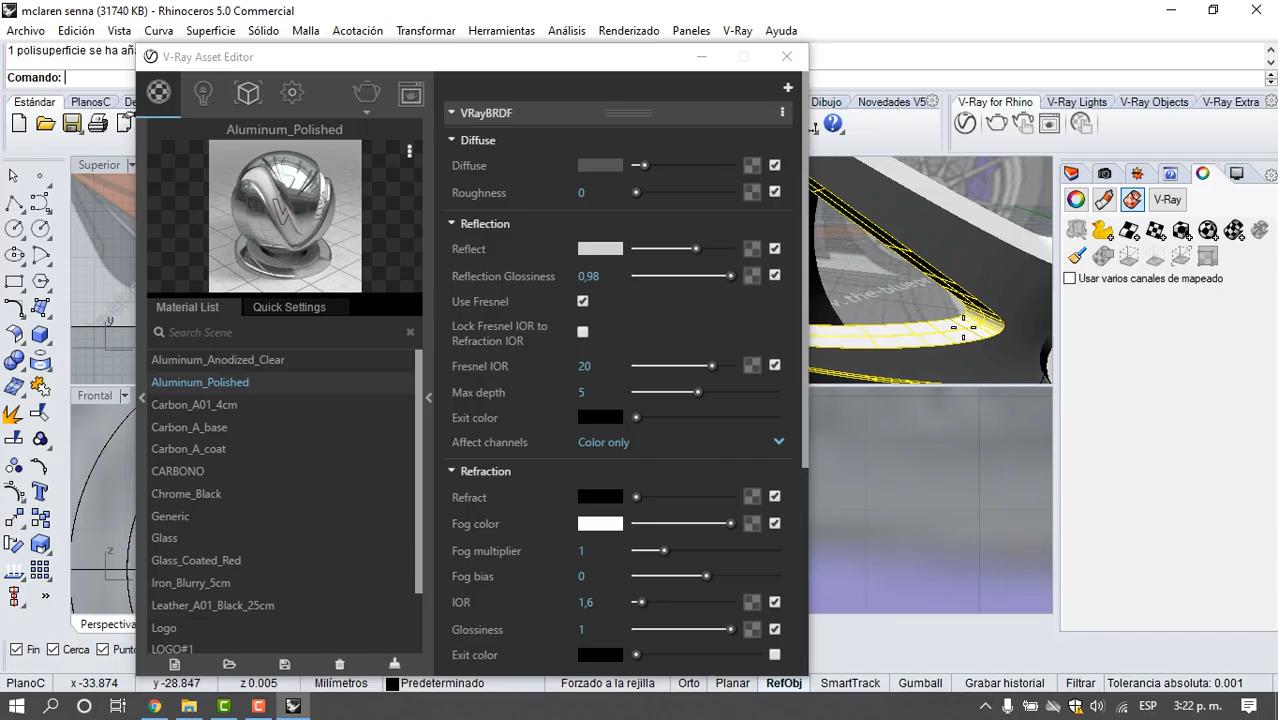 mclaren senna (31740 KB) - Rhinoceros 5.0 Commercial
Archivo Edición Vista Curva Superficie Sólido Malla Acotación Transformar Herramientas Análisis Renderizado Paneles V-Ray Ayuda
1 polisuperficie se ha aña
Comando:
V-Ray Asset Editor
Estándar PlanosC De
Dibujo Novedades V5 V-Ray for Rhino V-Ray Lights V-Ray Objects V-Ray Extra
Superior
Aluminum_Polished
Material List Quick Settings
Search Scene
Aluminum_Anodized_Clear
Aluminum_Polished
Carbon_A01_4cm
Carbon_A_base
Carbon_A_coat
CARBONO
Chrome_Black
Generic
Glass
Glass_Coated_Red
Iron_Blurry_5cm
Leather_A01_Black_25cm
Logo
LOGO#1
VRayBRDF
Diffuse
Diffuse
Roughness 0
Reflection
Reflect
Reflection Glossiness 0,98
Use Fresnel
Lock Fresnel IOR to
Refraction IOR
Fresnel IOR 20
Max depth 5
Exit color
Affect channels Color only
Refraction
Refract
Fog color
Fog multiplier 1
Fog bias 0
IOR 1,6
Glossiness 1
Exit color
V-Ray
Usar varios canales de mapeado
y
Frontal
z
Perspectiva
Fin Cerca Punto
PlanoC x -33.874 y -28.847 z 0.005 Milímetros Predeterminado Forzado a la rejilla Orto Planar RefObj SmartTrack Gumball Grabar historial Filtrar Tolerancia absoluta: 0.001
ESP 3:22 p. m.